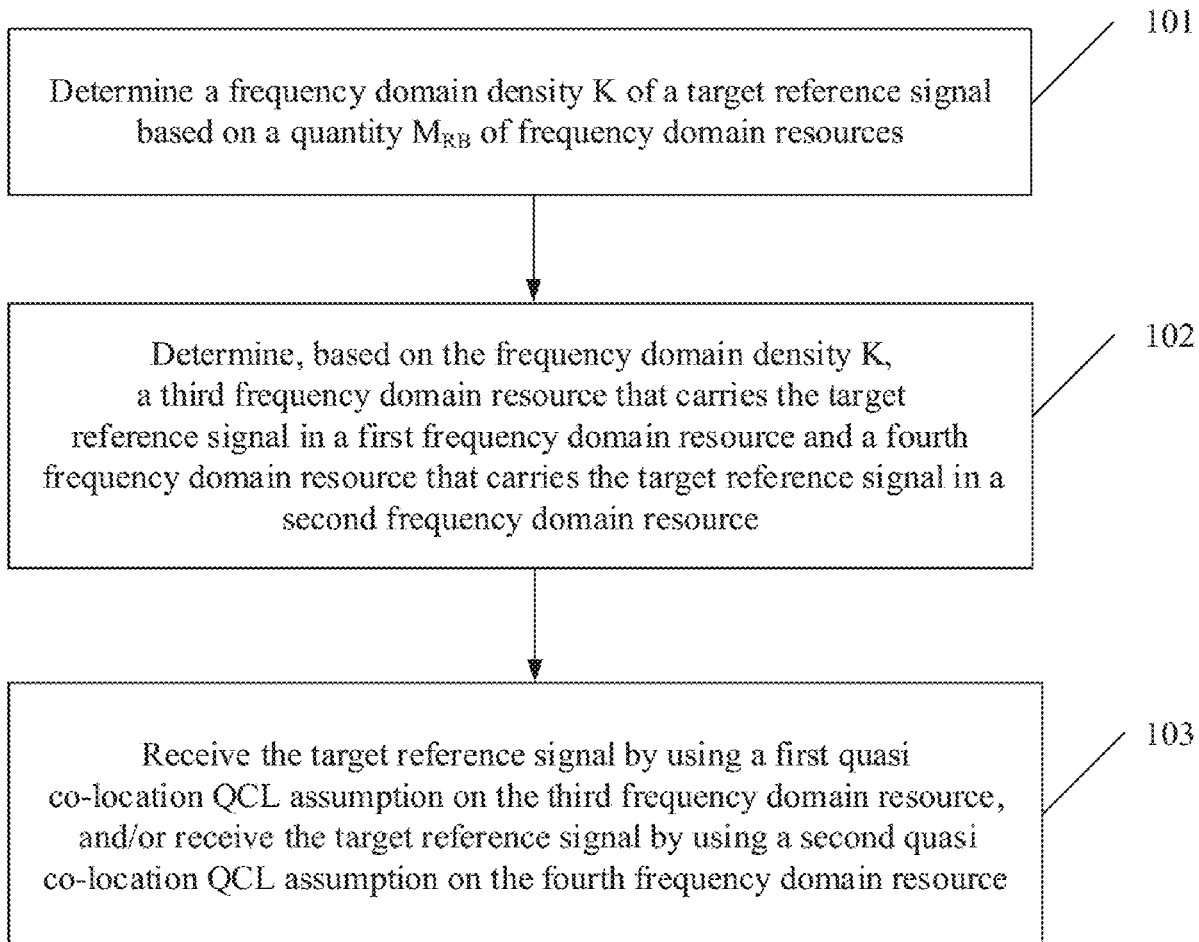 101
Determine a frequency domain density K of a target reference signal
based on a quantity M_RB of frequency domain resources
102
Determine, based on the frequency domain density K,
a third frequency domain resource that carries the target
reference signal in a first frequency domain resource and a fourth
frequency domain resource that carries the target reference signal in a
second frequency domain resource
103
Receive the target reference signal by using a first quasi
co-location QCL assumption on the third frequency domain resource,
and/or receive the target reference signal by using a second quasi
co-location QCL assumption on the fourth frequency domain resource